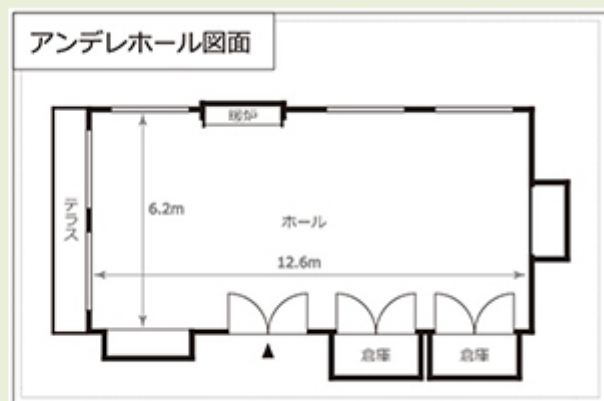 アンデレホール図面
暖炉
テラス
6.2m
ホール
12.6m
倉庫
倉庫